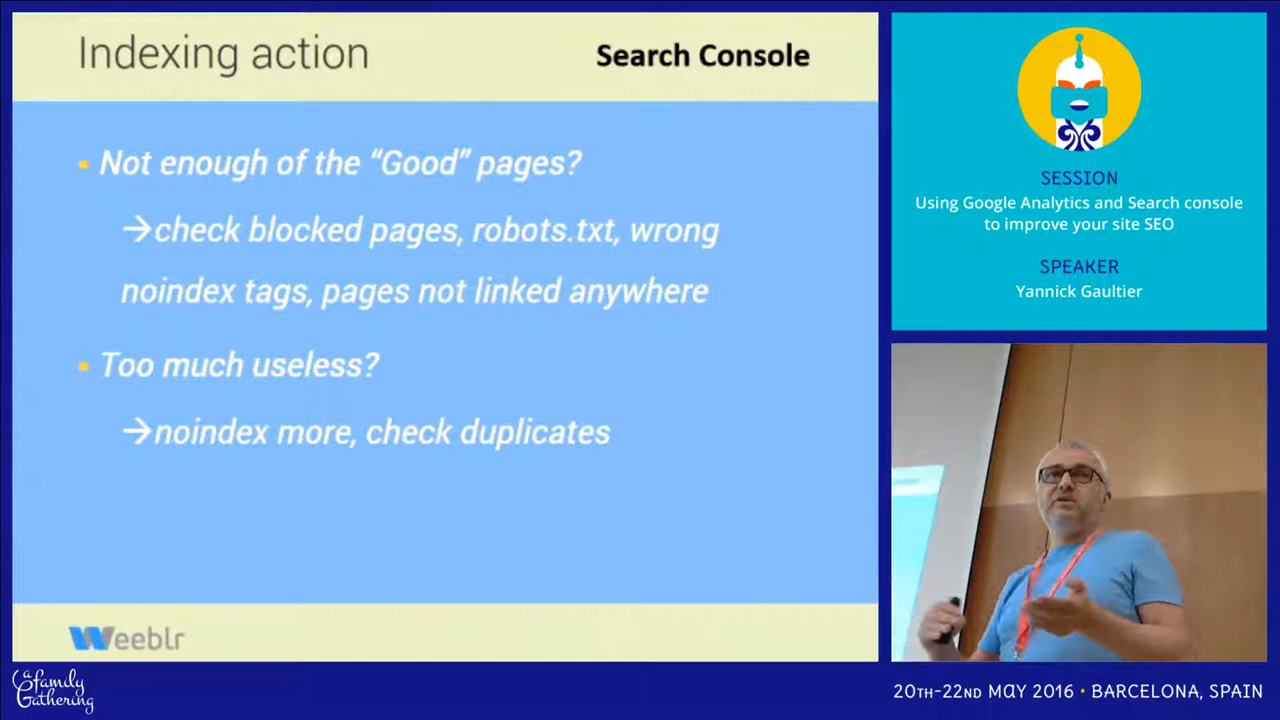 Indexing action
Search Console
Not enough of the “Good” pages?
→check blocked pages, robots.txt, wrong
noindex tags, pages not linked anywhere
Too much useless?
→noindex more, check duplicates
Weeblr
SESSION
Using Google Analytics and Search console
to improve your site SEO
SPEAKER
Yannick Gaultier
a family
Gathering
20TH-22ND MAY 2016 • BARCELONA, SPAIN